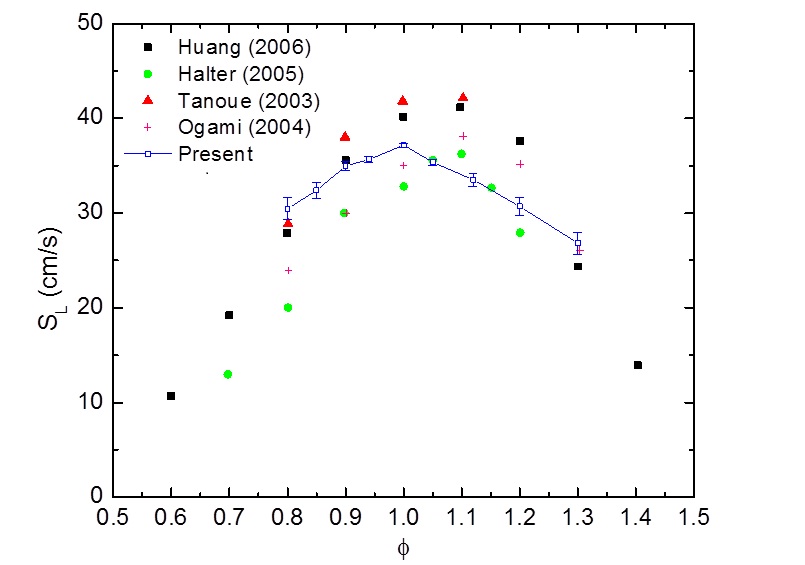 50
Huang (2006)
Halter (2005)
40
Tanoue (2003)
Ogami (2004)
Present
30
S_L (cm/s)
20
10
0
0.5 0.6 0.7 0.8 0.9 1.0 1.1 1.2 1.3 1.4 1.5
ϕ